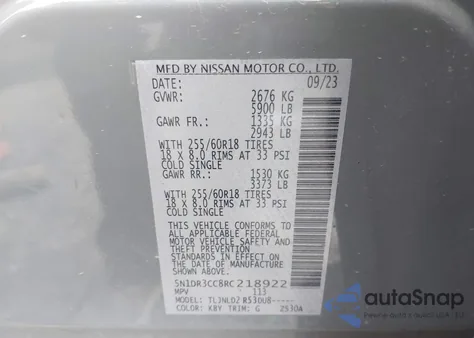 MFD BY NISSAN MOTOR CO., LTD.
DATE: 09/23
GVWR: 2676 KG
5900 LB
GAWR FR.: 1335 KG
2943 LB
WITH 255/60R18 TIRES
18 x 8.0 RIMS AT 33 PSI
COLD SINGLE
GAWR RR.: 1530 KG
3373 LB
WITH 255/60R18 TIRES
18 x 8.0 RIMS AT 33 PSI
COLD SINGLE
THIS VEHICLE CONFORMS TO
ALL APPLICABLE FEDERAL
MOTOR VEHICLE SAFETY AND
THEFT PREVENTION
STANDARDS IN EFFECT ON
THE DATE OF MANUFACTURE
SHOWN ABOVE.
5N1DR3CC8RC218922
MPV 113
MODEL:
COLOR: KBY TRIM: G
autoSnap